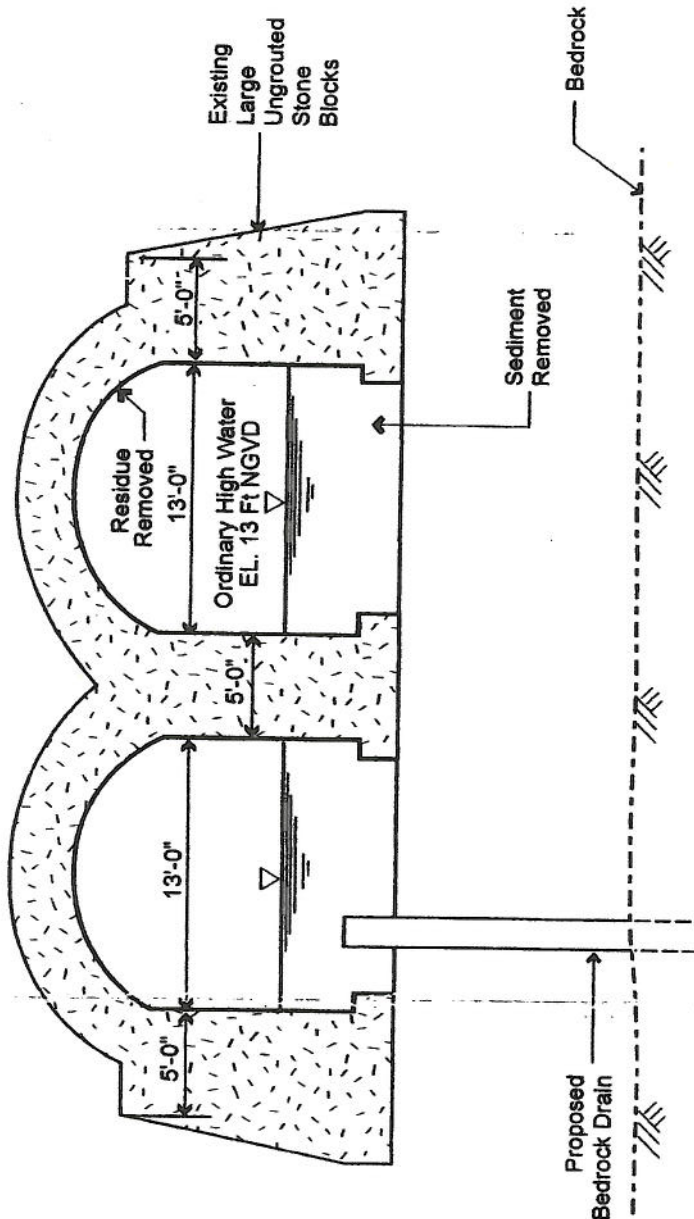 Existing
Large
Ungrouted
Stone
Blocks
Residue
Removed
5'-0"
13'-0"
5'-0"
13'-0"
5'-0"
Ordinary High Water
EL. 13 Ft NGVD
Sediment
Removed
Proposed
Bedrock Drain
Bedrock